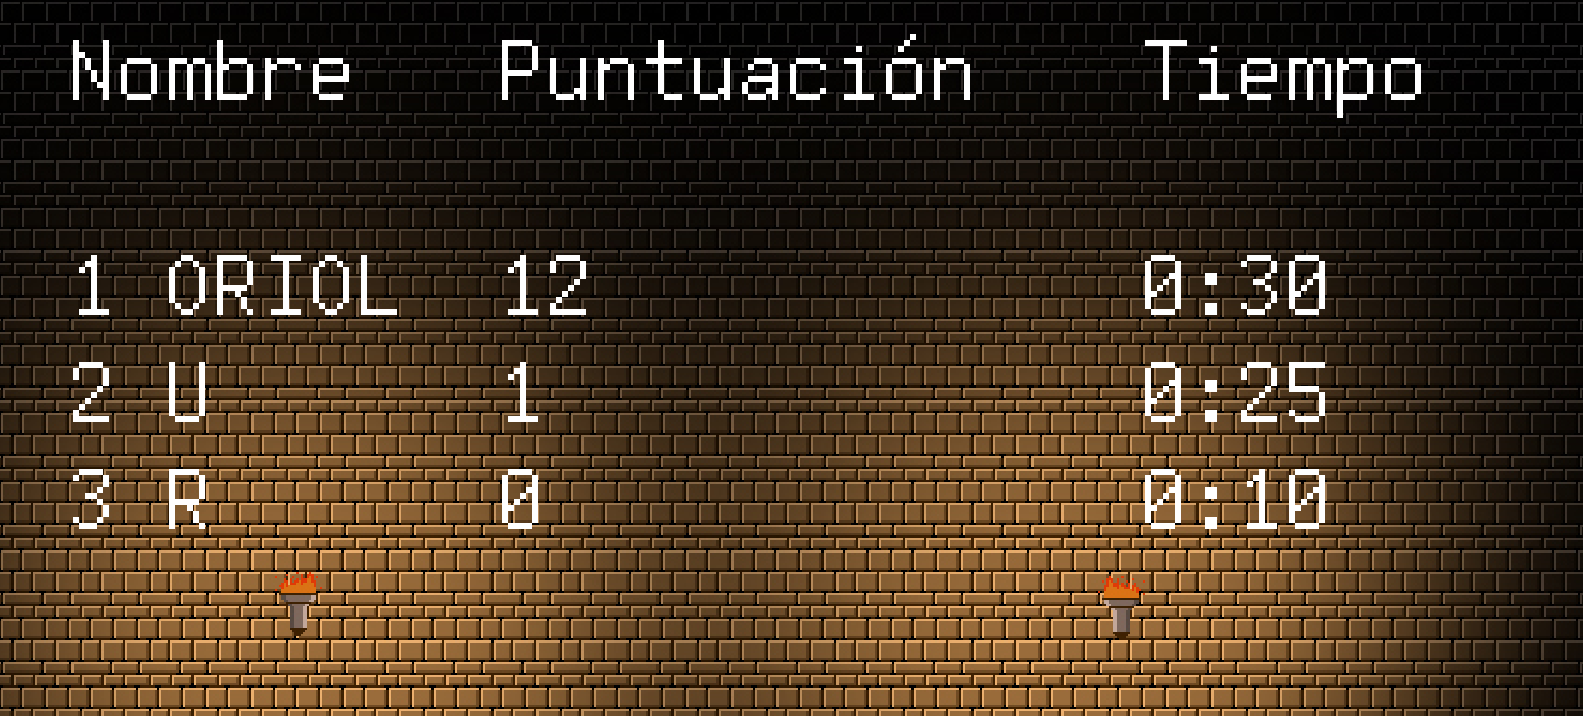 Nombre Puntuación Tiempo
1 ORIOL 12 0:30
2 U 1 0:25
3 R 0 0:10